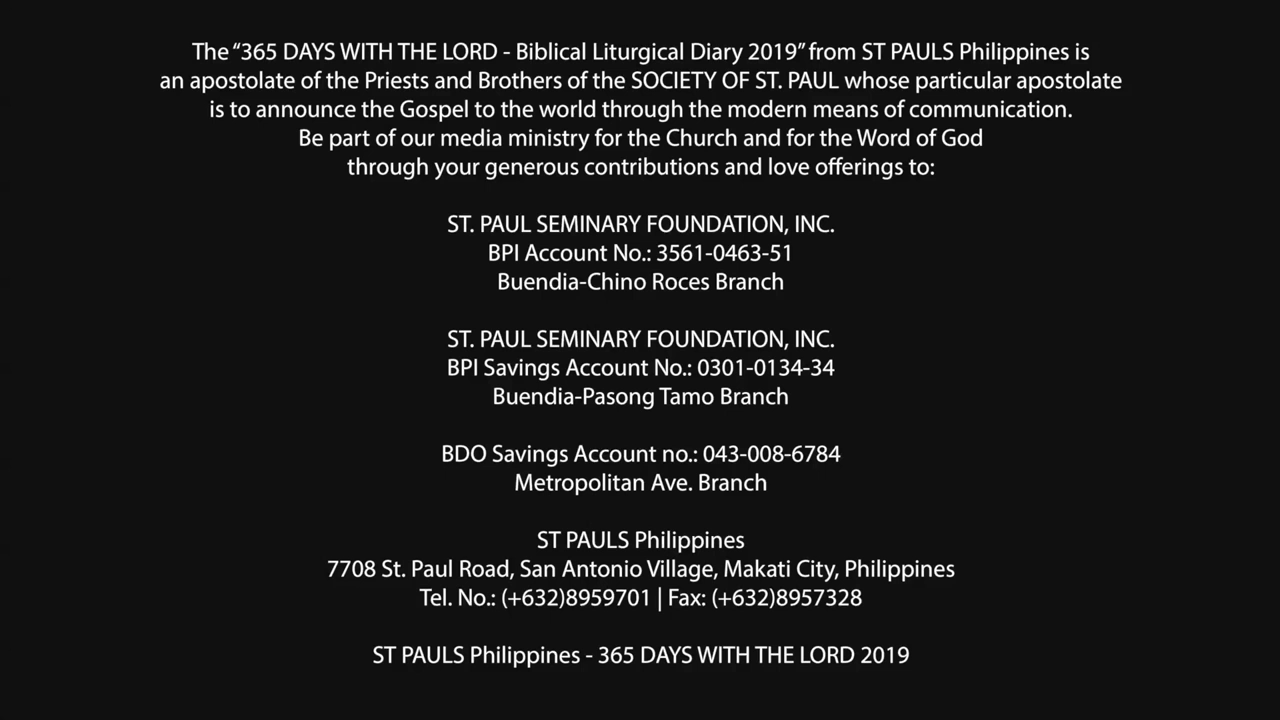 The “365 DAYS WITH THE LORD - Biblical Liturgical Diary 2019” from ST PAULS Philippines is
an apostolate of the Priests and Brothers of the SOCIETY OF ST. PAUL whose particular apostolate
is to announce the Gospel to the world through the modern means of communication.
Be part of our media ministry for the Church and for the Word of God
through your generous contributions and love offerings to:
ST. PAUL SEMINARY FOUNDATION, INC.
BPI Account No.: 3561-0463-51
Buendia-Chino Roces Branch
ST. PAUL SEMINARY FOUNDATION, INC.
BPI Savings Account No.: 0301-0134-34
Buendia-Pasong Tamo Branch
BDO Savings Account no.: 043-008-6784
Metropolitan Ave. Branch
ST PAULS Philippines
7708 St. Paul Road, San Antonio Village, Makati City, Philippines
Tel. No.: (+632)8959701 | Fax: (+632)8957328
ST PAULS Philippines - 365 DAYS WITH THE LORD 2019